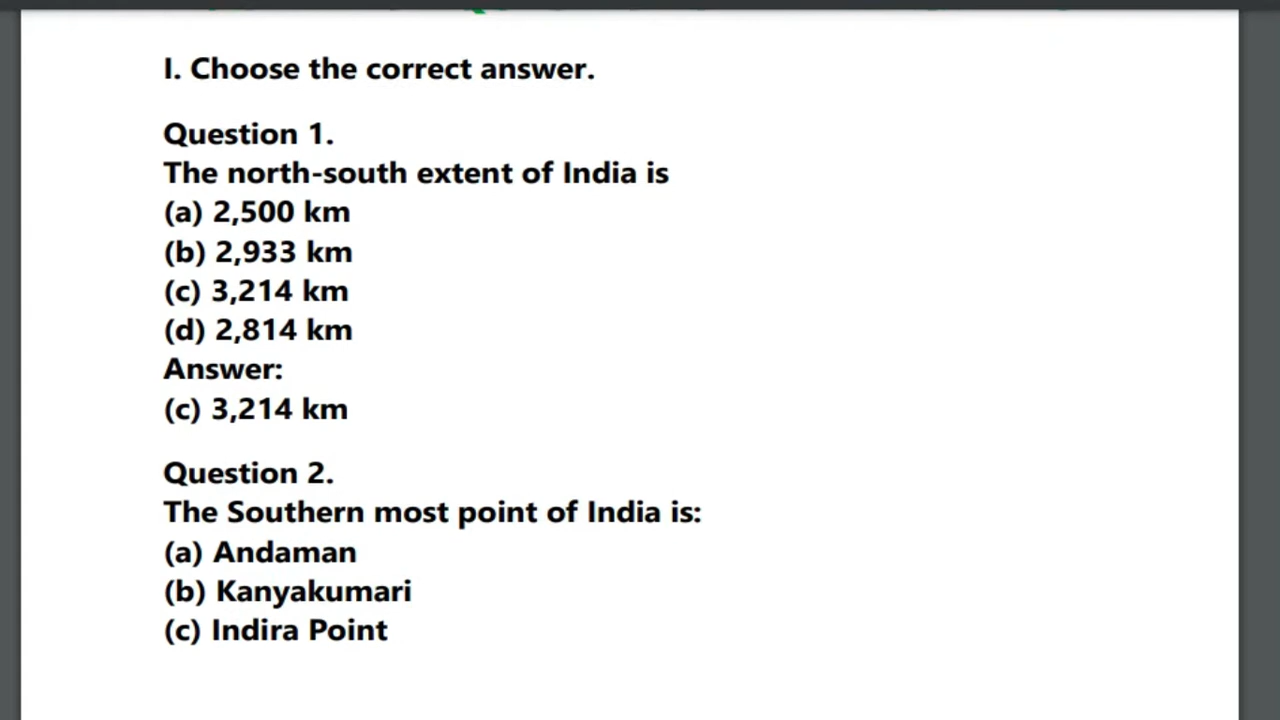 I. Choose the correct answer.
Question 1.
The north-south extent of India is
(a) 2,500 km
(b) 2,933 km
(c) 3,214 km
(d) 2,814 km
Answer:
(c) 3,214 km
Question 2.
The Southern most point of India is:
(a) Andaman
(b) Kanyakumari
(c) Indira Point